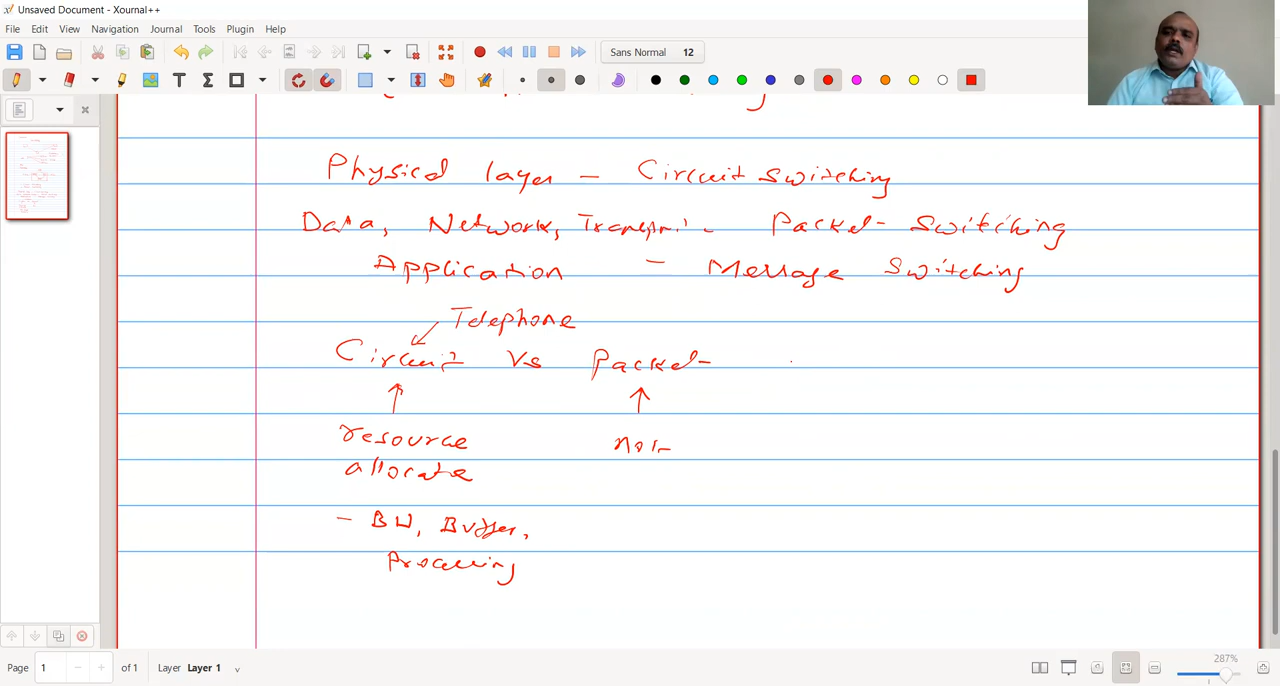 Unsaved Document - Xournal++
File Edit View Navigation Journal Tools Plugin Help
Sans Normal 12
Physical layer - Circuit switching
Data, Network, Packet Switching
Application - Message Switching
Telephone
Circuit Vs Packet
resource
allocate
not
- BW, Buffer,
Processing
287%
Page 1 of 1 Layer Layer 1